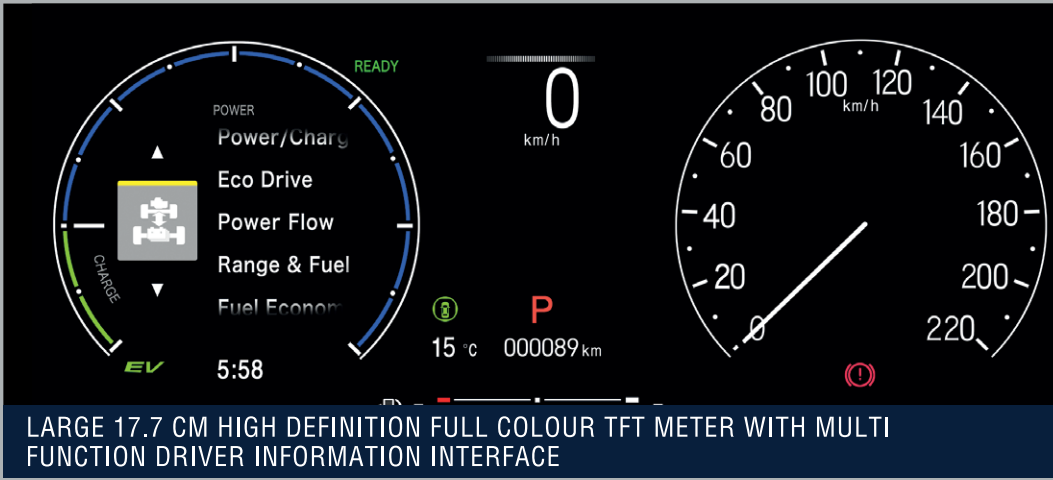 READY
POWER
Power/Charg
Eco Drive
Power Flow
Range & Fuel
Fuel Econom
CHARGE
EV
5:58
0
km/h
P
15 °C
000089 km
0
20
40
60
80
100
120
140
160
180
200
220
km/h
LARGE 17.7 CM HIGH DEFINITION FULL COLOUR TFT METER WITH MULTI
FUNCTION DRIVER INFORMATION INTERFACE